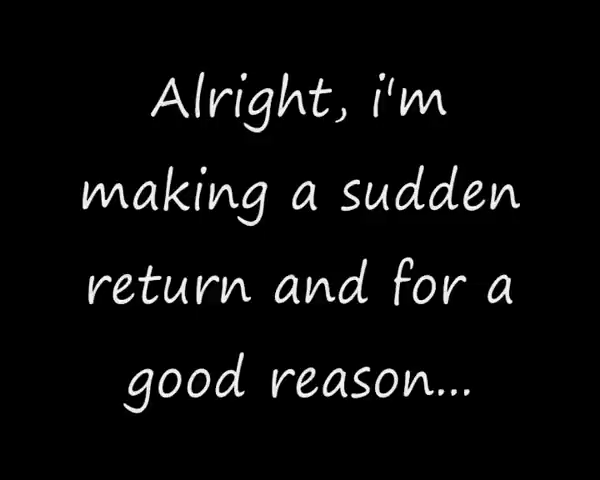 Alright, i'm
making a sudden
return and for a
good reason...